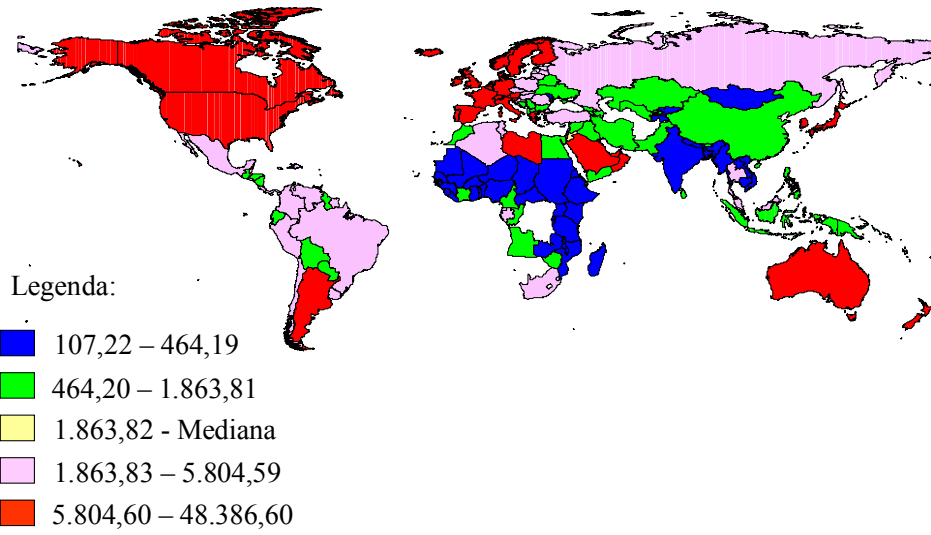 Legenda:
107,22 – 464,19
464,20 – 1.863,81
1.863,82 - Mediana
1.863,83 – 5.804,59
5.804,60 – 48.386,60